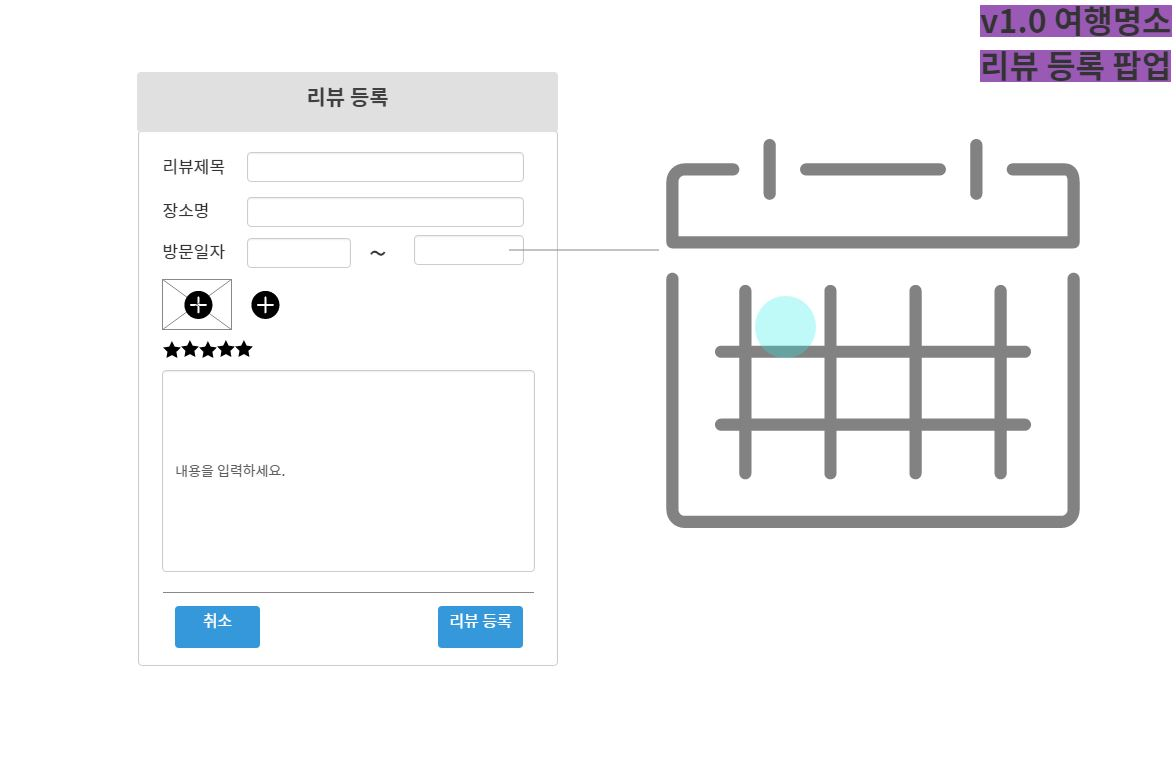 v1.0 여행명소
리뷰 등록 팝업
리뷰 등록
리뷰제목
장소명
방문일자 ~
내용을 입력하세요.
취소 리뷰 등록